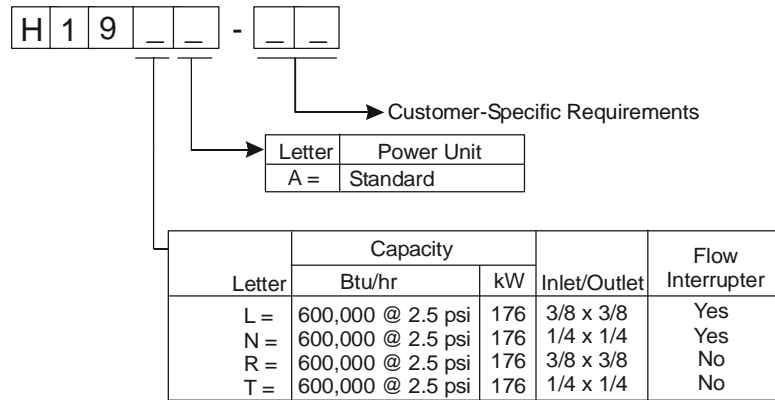 H 1 9 _ _ - _ _
Customer-Specific Requirements
Letter Power Unit
A = Standard
Capacity
Flow
Letter Btu/hr kW Inlet/Outlet Interrupter
L = 600,000 @ 2.5 psi 176 3/8 x 3/8 Yes
N = 600,000 @ 2.5 psi 176 1/4 x 1/4 Yes
R = 600,000 @ 2.5 psi 176 3/8 x 3/8 No
T = 600,000 @ 2.5 psi 176 1/4 x 1/4 No